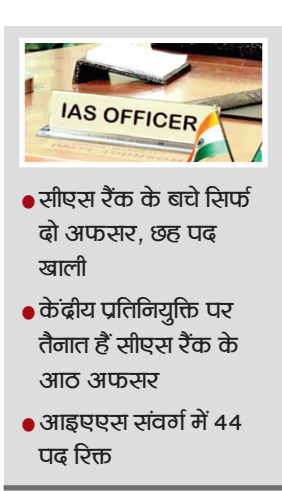 IAS OFFICER
●सीएस रैंक के बचे सिर्फ
दो अफसर, छह पद
खाली
●केंद्रीय प्रतिनियुक्ति पर
तैनात हैं सीएस रैंक के
आठ अफसर
●आइएएस संवर्ग में 44
पद रिक्त